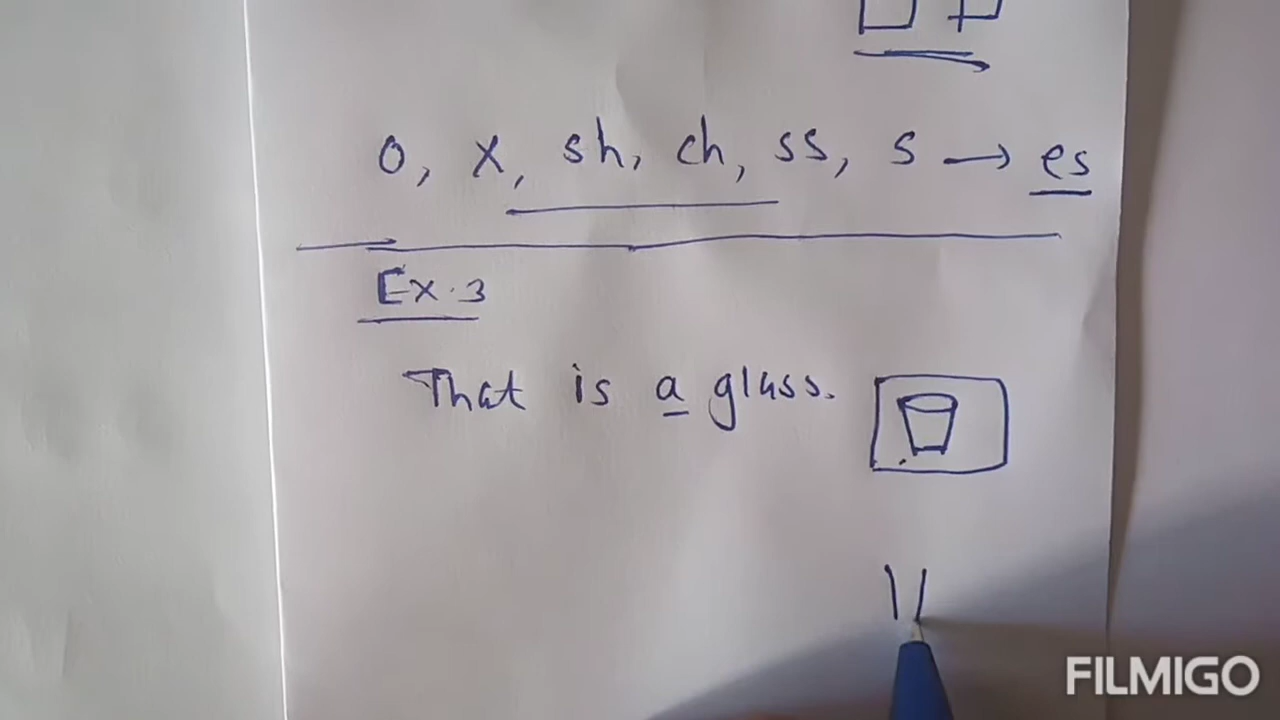 o, x, sh, ch, ss, s → es
Ex.3
That is a glass.
FILMIGO